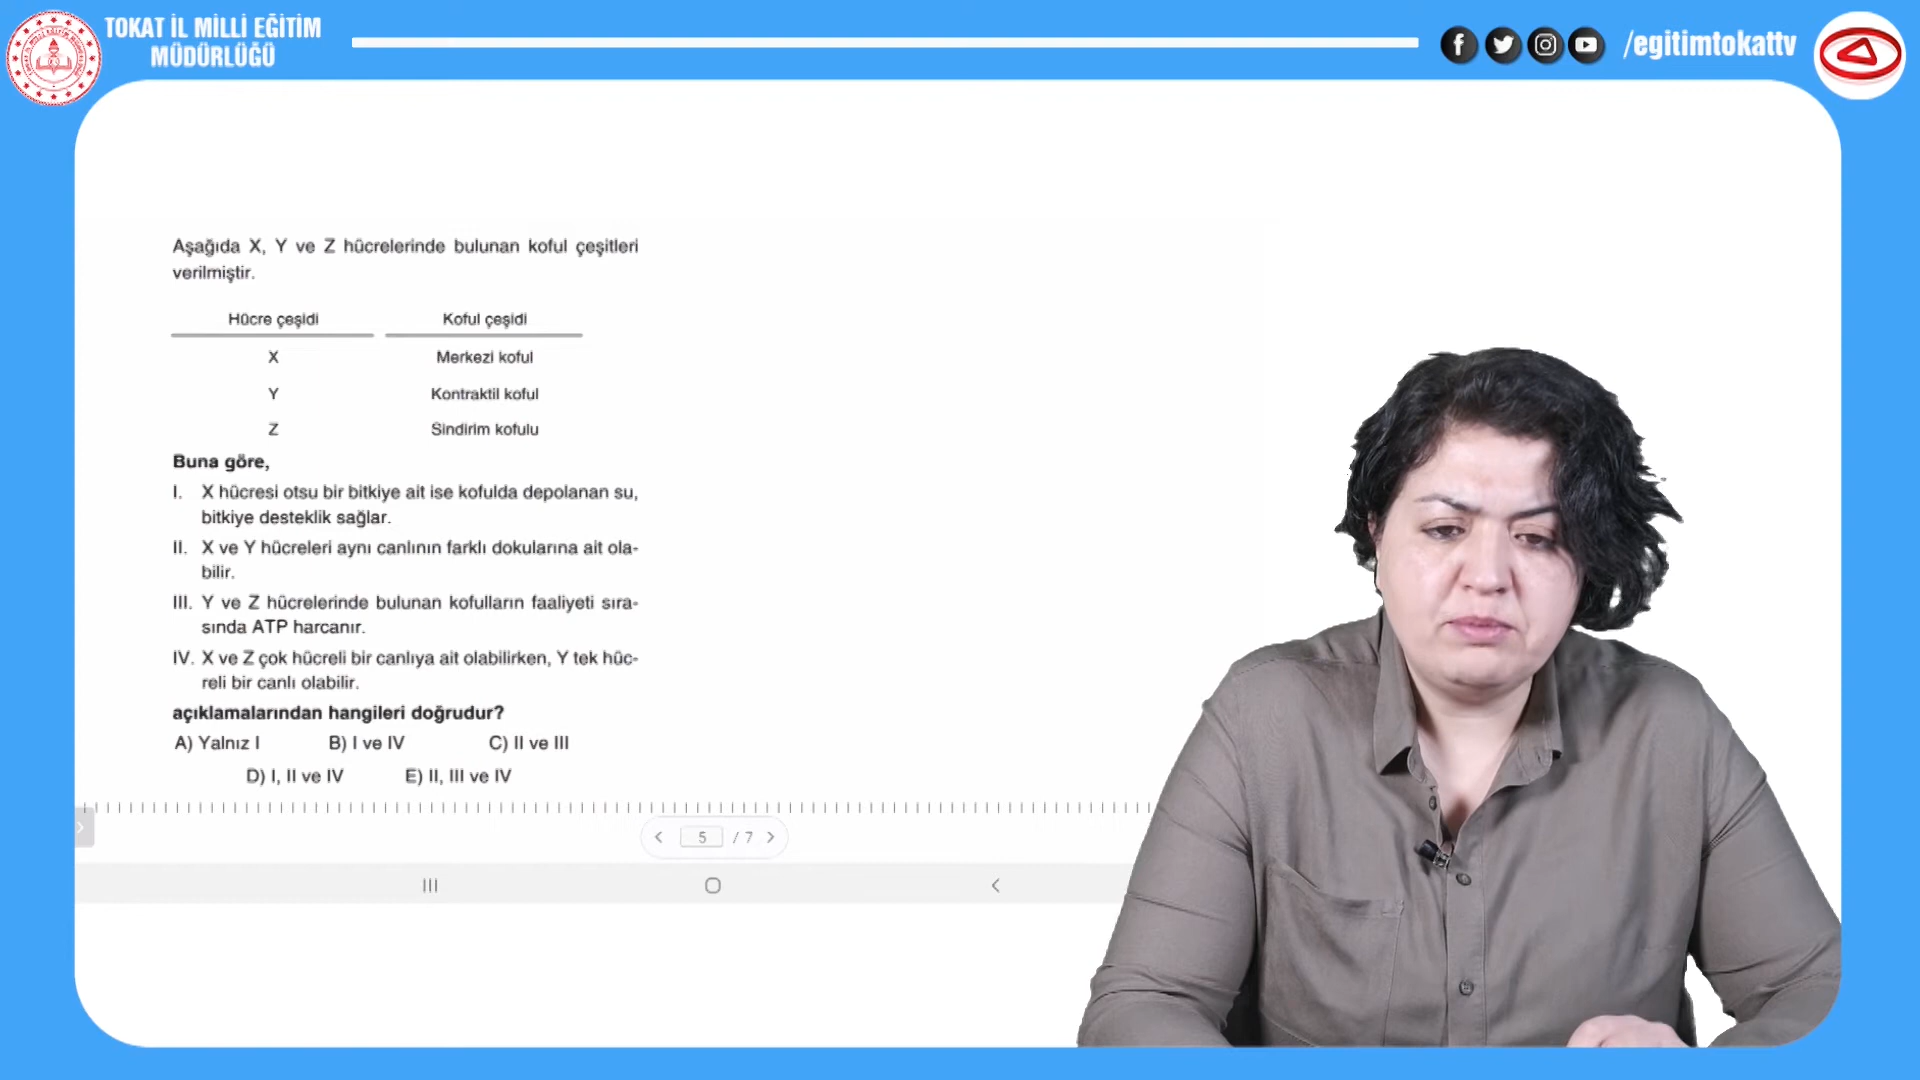 TOKAT İL MİLLİ EĞİTİM
MÜDÜRLÜĞÜ
/egitimtokattv
Aşağıda X, Y ve Z hücrelerinde bulunan koful çeşitleri
verilmiştir.
Hücre çeşidi Koful çeşidi
X Merkezi koful
Y Kontraktil koful
Z Sindirim kofulu
Buna göre,
I. X hücresi otsu bir bitkiye ait ise kofulda depolanan su,
bitkiye desteklik sağlar.
II. X ve Y hücreleri aynı canlının farklı dokularına ait ola-
bilir.
III. Y ve Z hücrelerinde bulunan kofulların faaliyeti sıra-
sında ATP harcanır.
IV. X ve Z çok hücreli bir canlıya ait olabilirken, Y tek hüc-
reli bir canlı olabilir.
açıklamalarından hangileri doğrudur?
A) Yalnız I B) I ve IV C) II ve III
D) I, II ve IV E) II, III ve IV
5 / 7